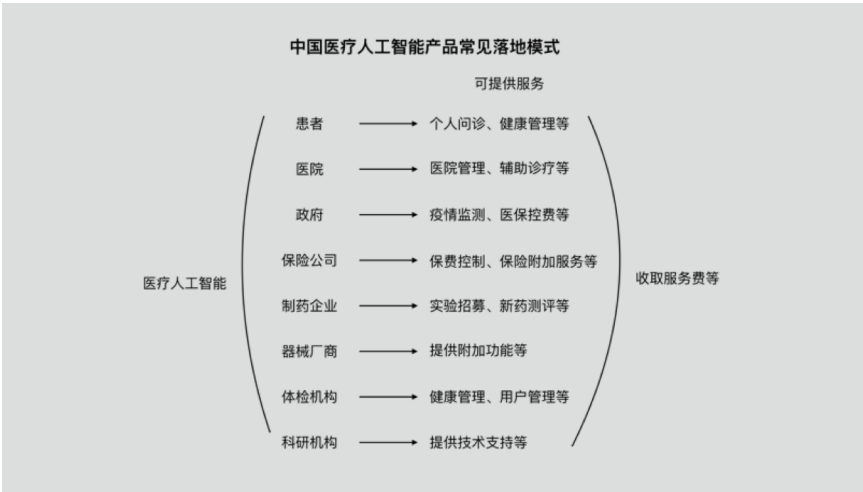 中国医疗人工智能产品常见落地模式
可提供服务
患者 个人问诊、健康管理等
医院 医院管理、辅助诊疗等
政府 疫情监测、医保控费等
保险公司 保费控制、保险附加服务等
医疗人工智能 收取服务费等
制药企业 实验招募、新药测评等
器械厂商 提供附加功能等
体检机构 健康管理、用户管理等
科研机构 提供技术支持等